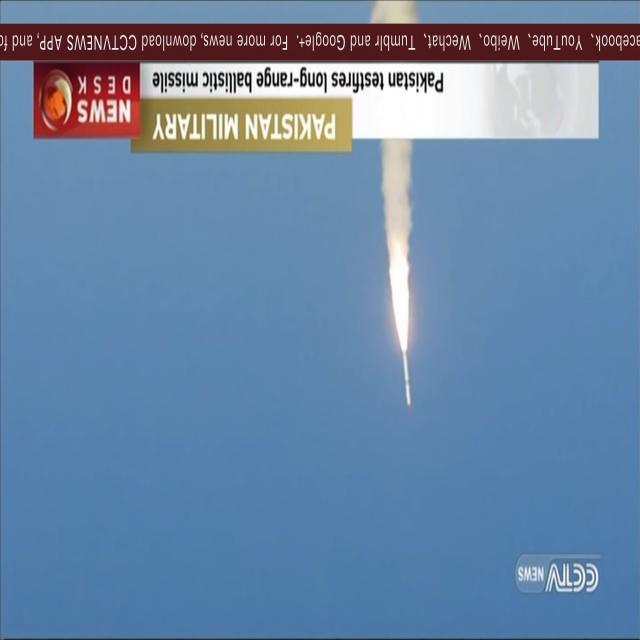 CCTV NEWS
PAKISTAN MILITARY
NEWS
DESK
Pakistan testfires long-range ballistic missile
acebook、YouTube、Weibo、Wechat、Tumblr and Google+. For more news, download CCTVNEWS APP, and fo